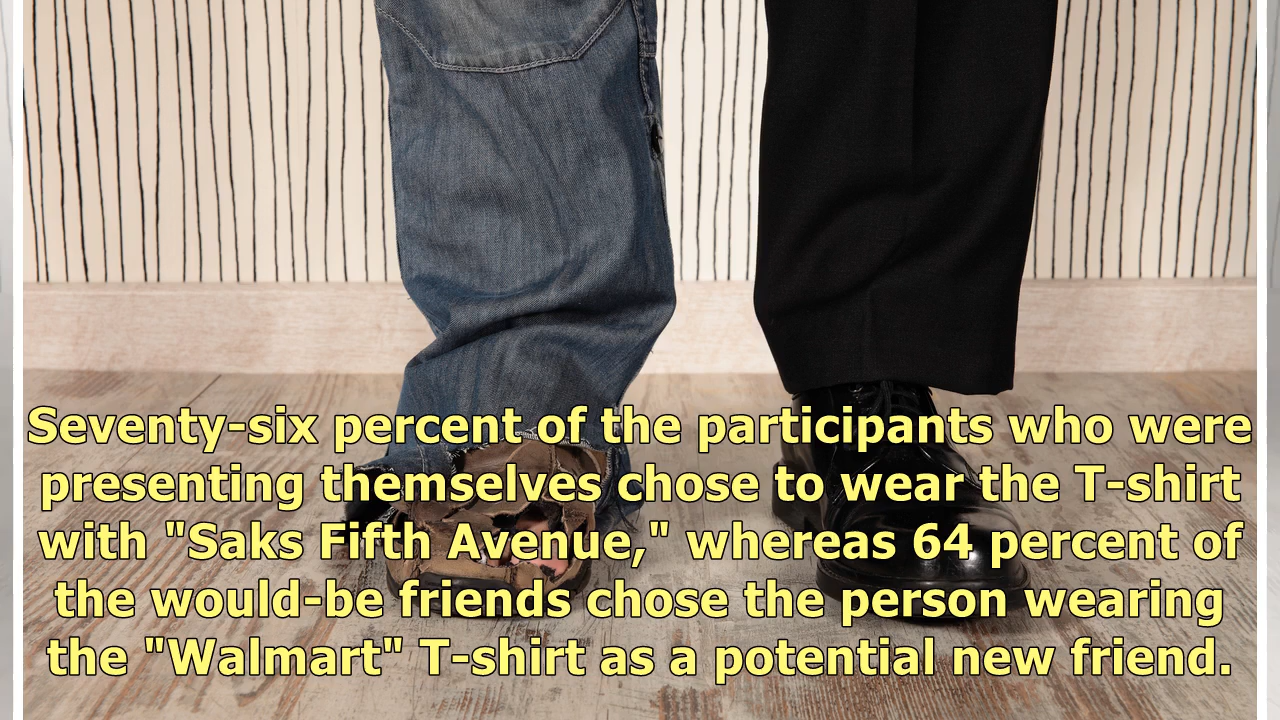 Seventy-six percent of the participants who were
presenting themselves chose to wear the T-shirt
with "Saks Fifth Avenue," whereas 64 percent of
the would-be friends chose the person wearing
the "Walmart" T-shirt as a potential new friend.